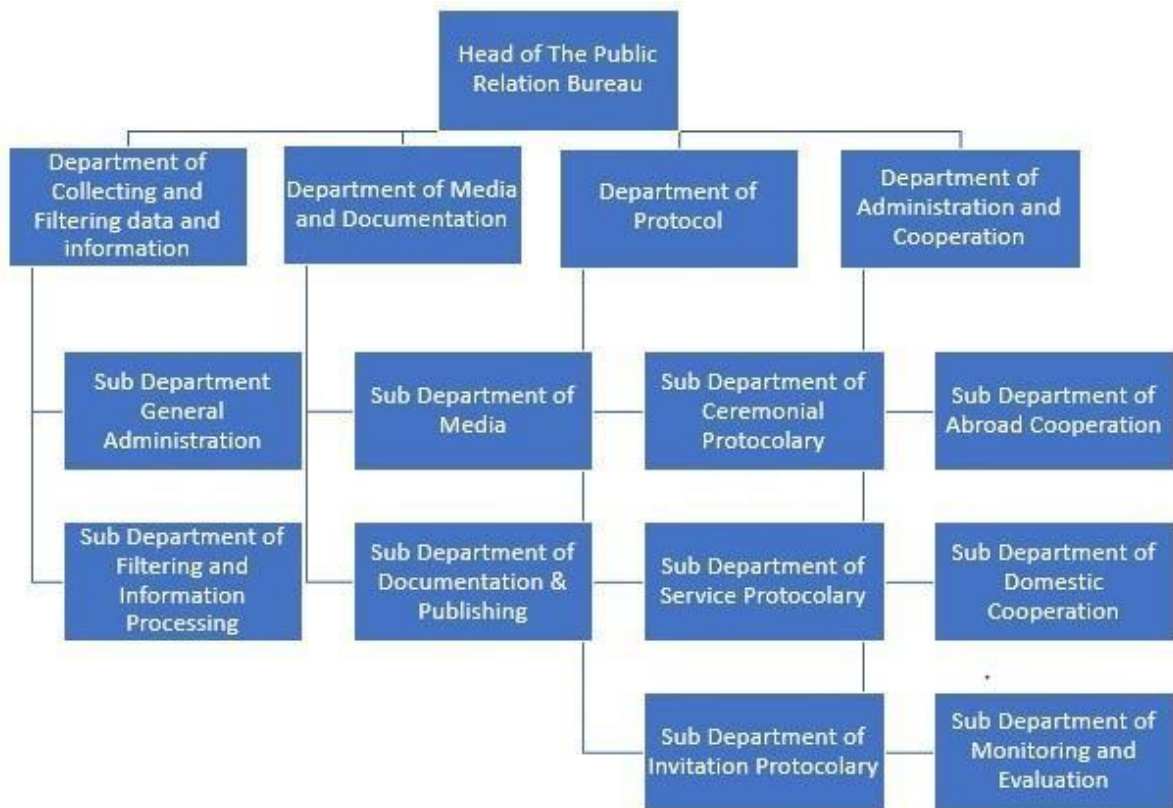 Head of The Public
Relation Bureau
Department of
Collecting and
Filtering data and
information
Department of Media
and Documentation
Department of
Protocol
Department of
Administration and
Cooperation
Sub Department
General
Administration
Sub Department of
Media
Sub Department of
Ceremonial
Protocolary
Sub Department of
Abroad Cooperation
Sub Department of
Filtering and
Information
Processing
Sub Department of
Documentation &
Publishing
Sub Department of
Service Protocolary
Sub Department of
Domestic
Cooperation
Sub Department of
Invitation Protocolary
Sub Department of
Monitoring and
Evaluation